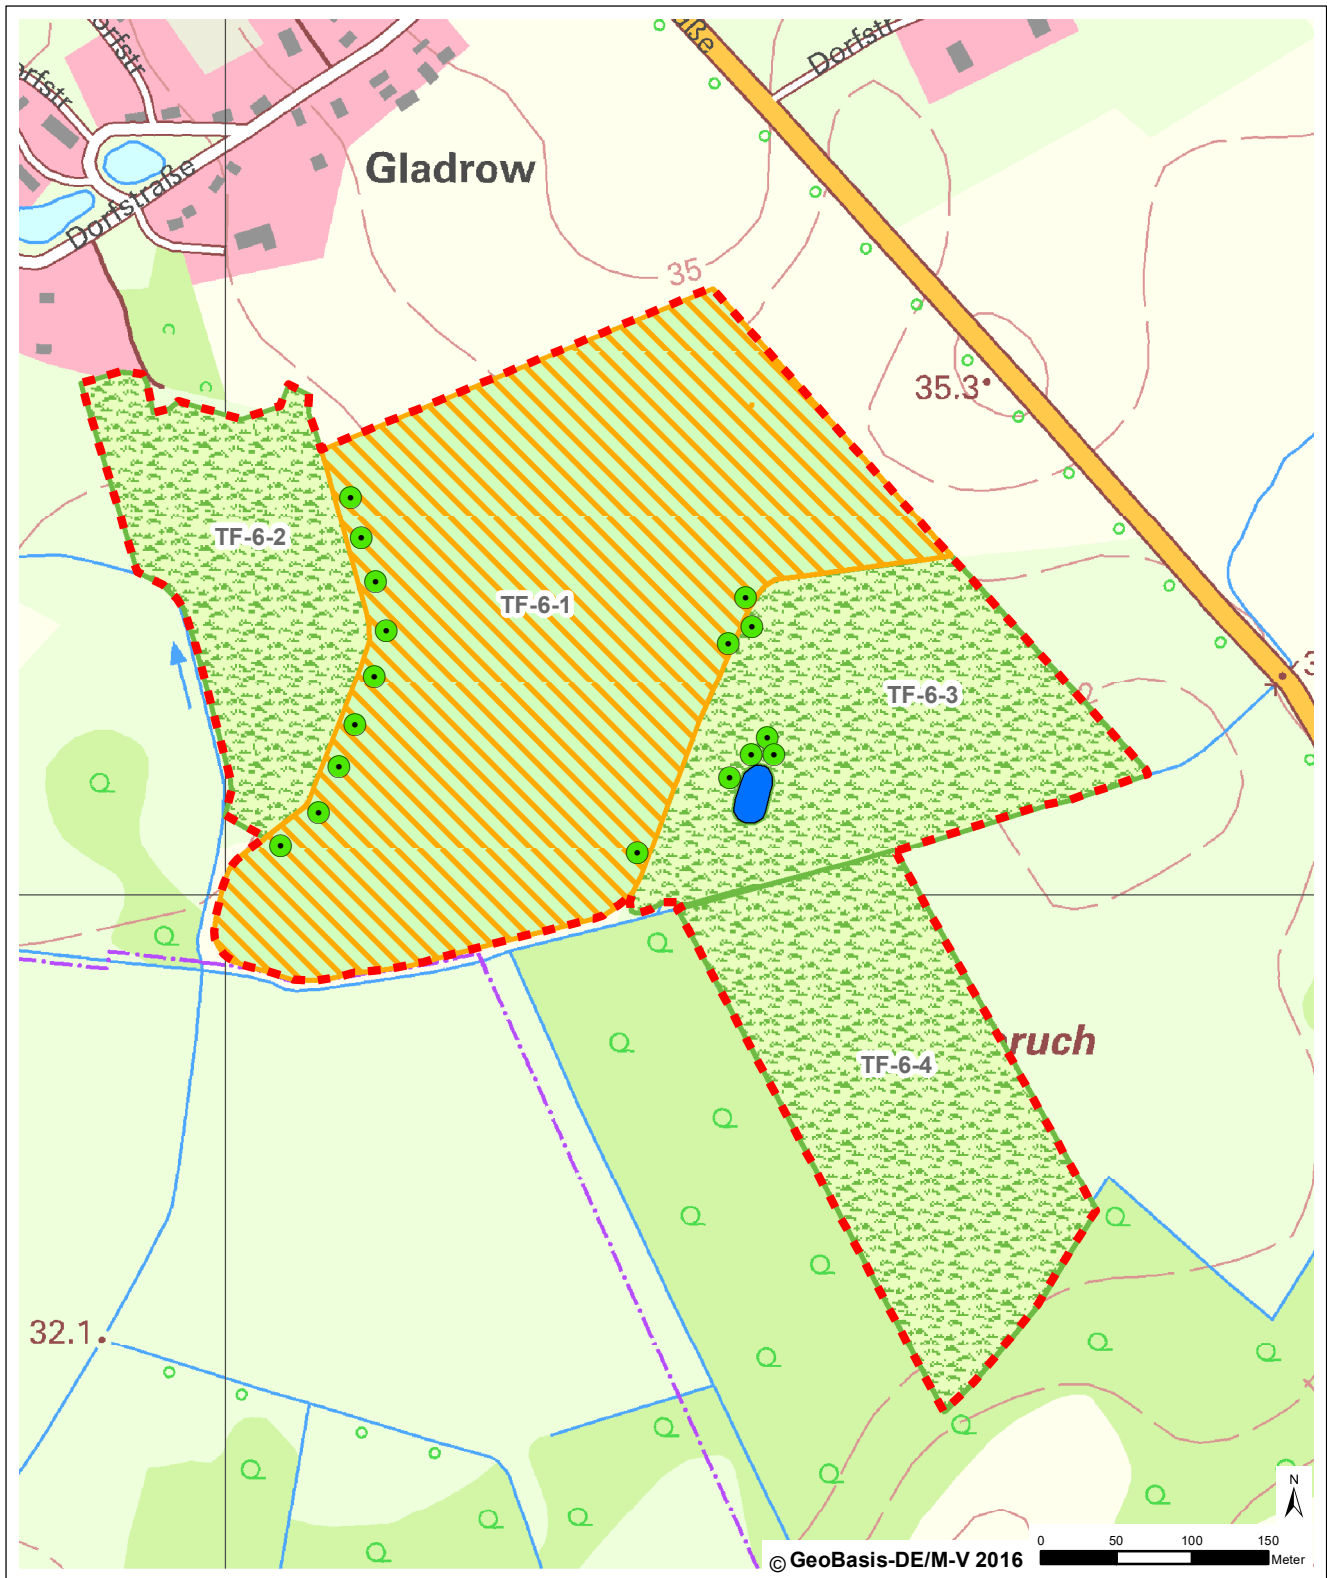 Dorfstr
Dorfstr
Gladrow
Dorfstraße
35
35.3
TF-6-2
TF-6-1
TF-6-3
TF-6-4
ruch
32.1
N
0 50 100 150
Meter
© GeoBasis-DE/M-V 2016